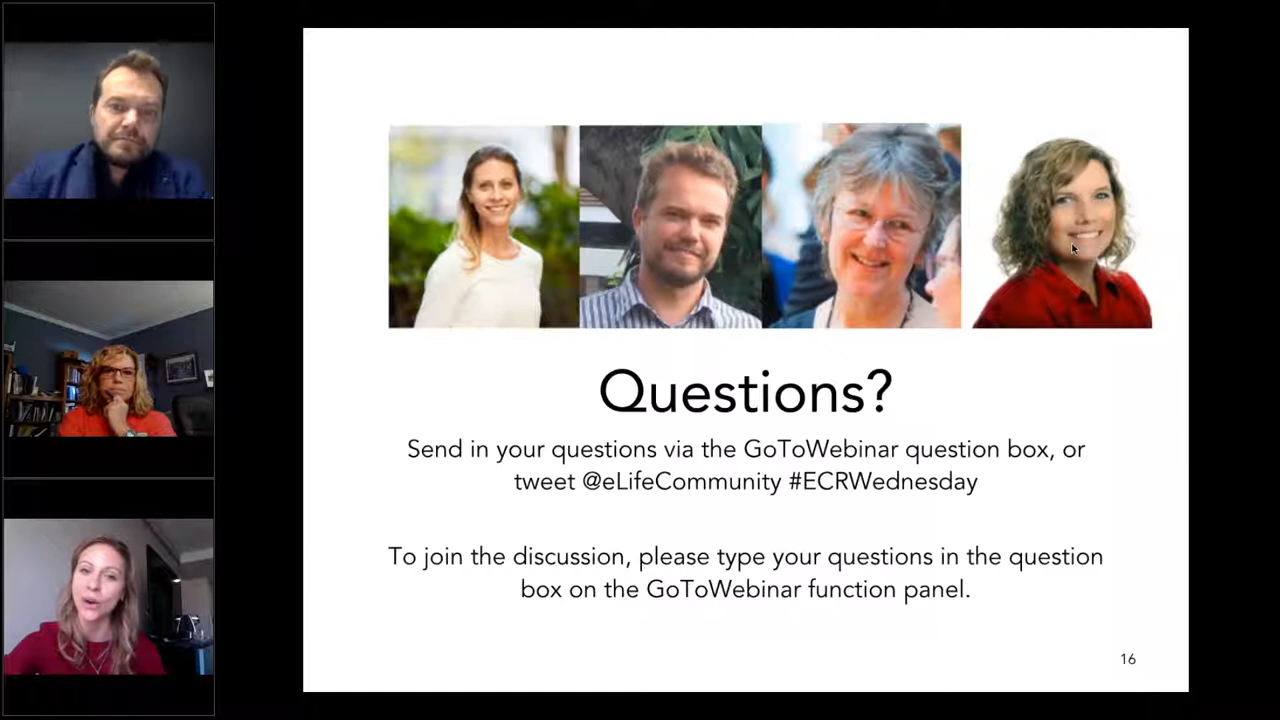 Questions?
Send in your questions via the GoToWebinar question box, or
tweet @eLifeCommunity #ECRWednesday
To join the discussion, please type your questions in the question
box on the GoToWebinar function panel.
16